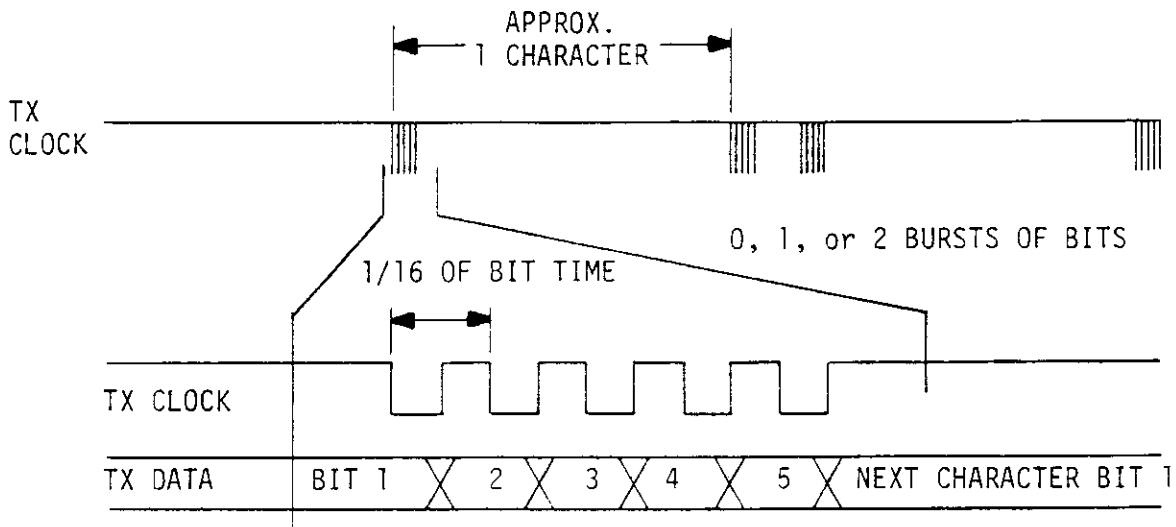 APPROX.
1 CHARACTER
TX
CLOCK
0, 1, or 2 BURSTS OF BITS
1/16 OF BIT TIME
TX CLOCK
TX DATA BIT 1 2 3 4 5 NEXT CHARACTER BIT 1